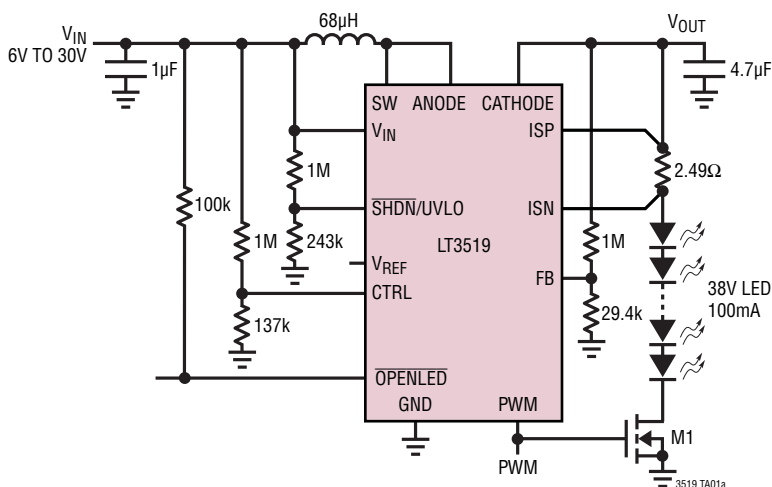 VIN
6V TO 30V
68µH
VOUT
1µF
4.7µF
SW ANODE CATHODE
VIN
ISP
1M
2.49Ω
100k
SHDN/UVLO
ISN
1M
243k
LT3519
1M
VREF
FB
38V LED
100mA
CTRL
137k
29.4k
OPENLED
GND
PWM
M1
PWM
3519 TA01a